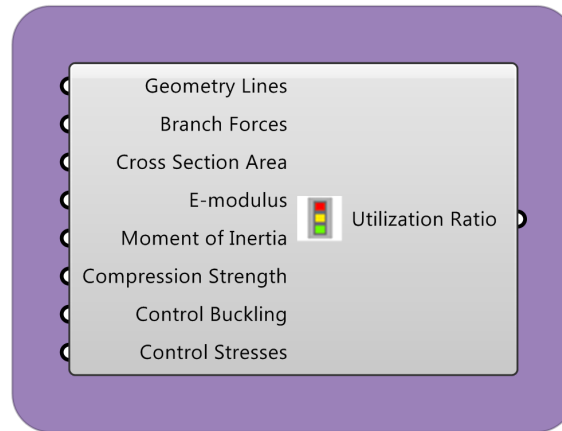 Geometry Lines
Branch Forces
Cross Section Area
E-modulus
Utilization Ratio
Moment of Inertia
Compression Strength
Control Buckling
Control Stresses